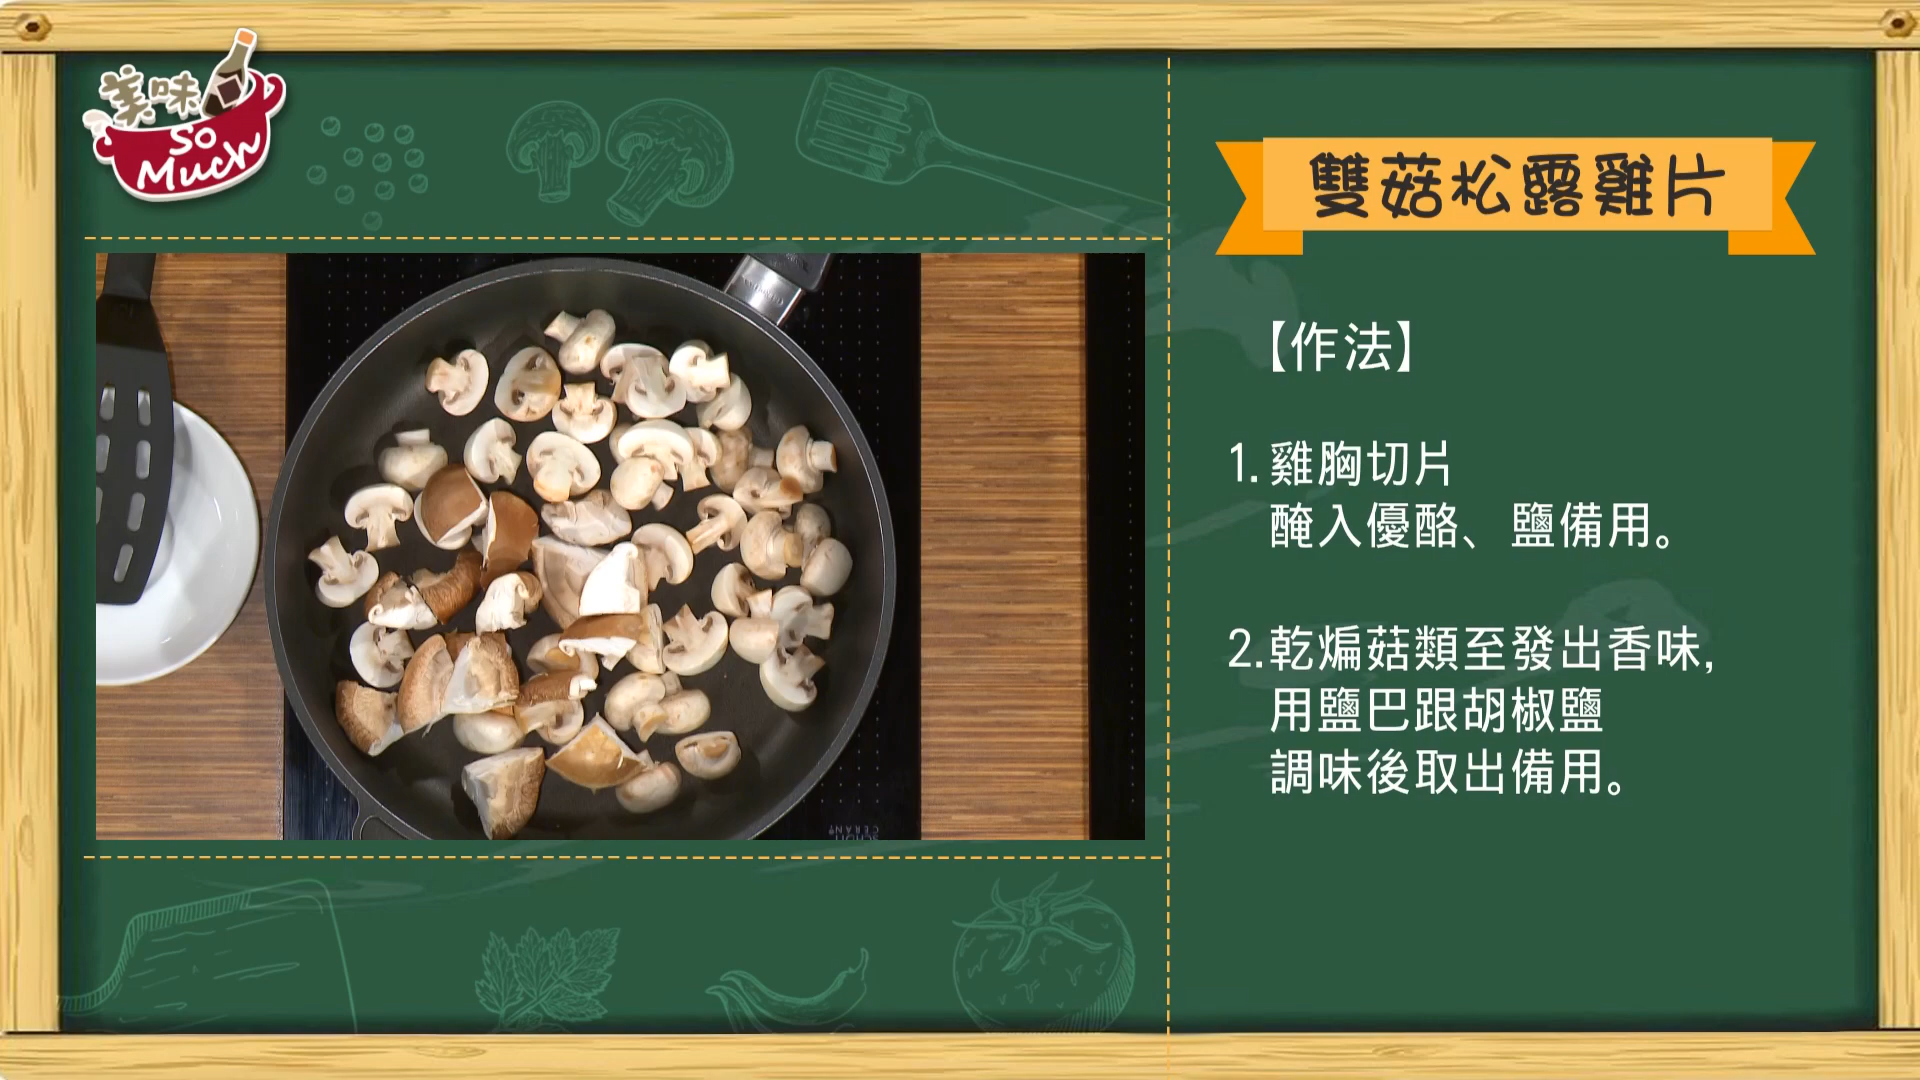 美味
So
Much
雙菇松露雞片
【作法】
1. 雞胸切片
醃入優酪、鹽備用。
2. 乾煸菇類至發出香味,
用鹽巴跟胡椒鹽
調味後取出備用。
SCHOTT
CERAN